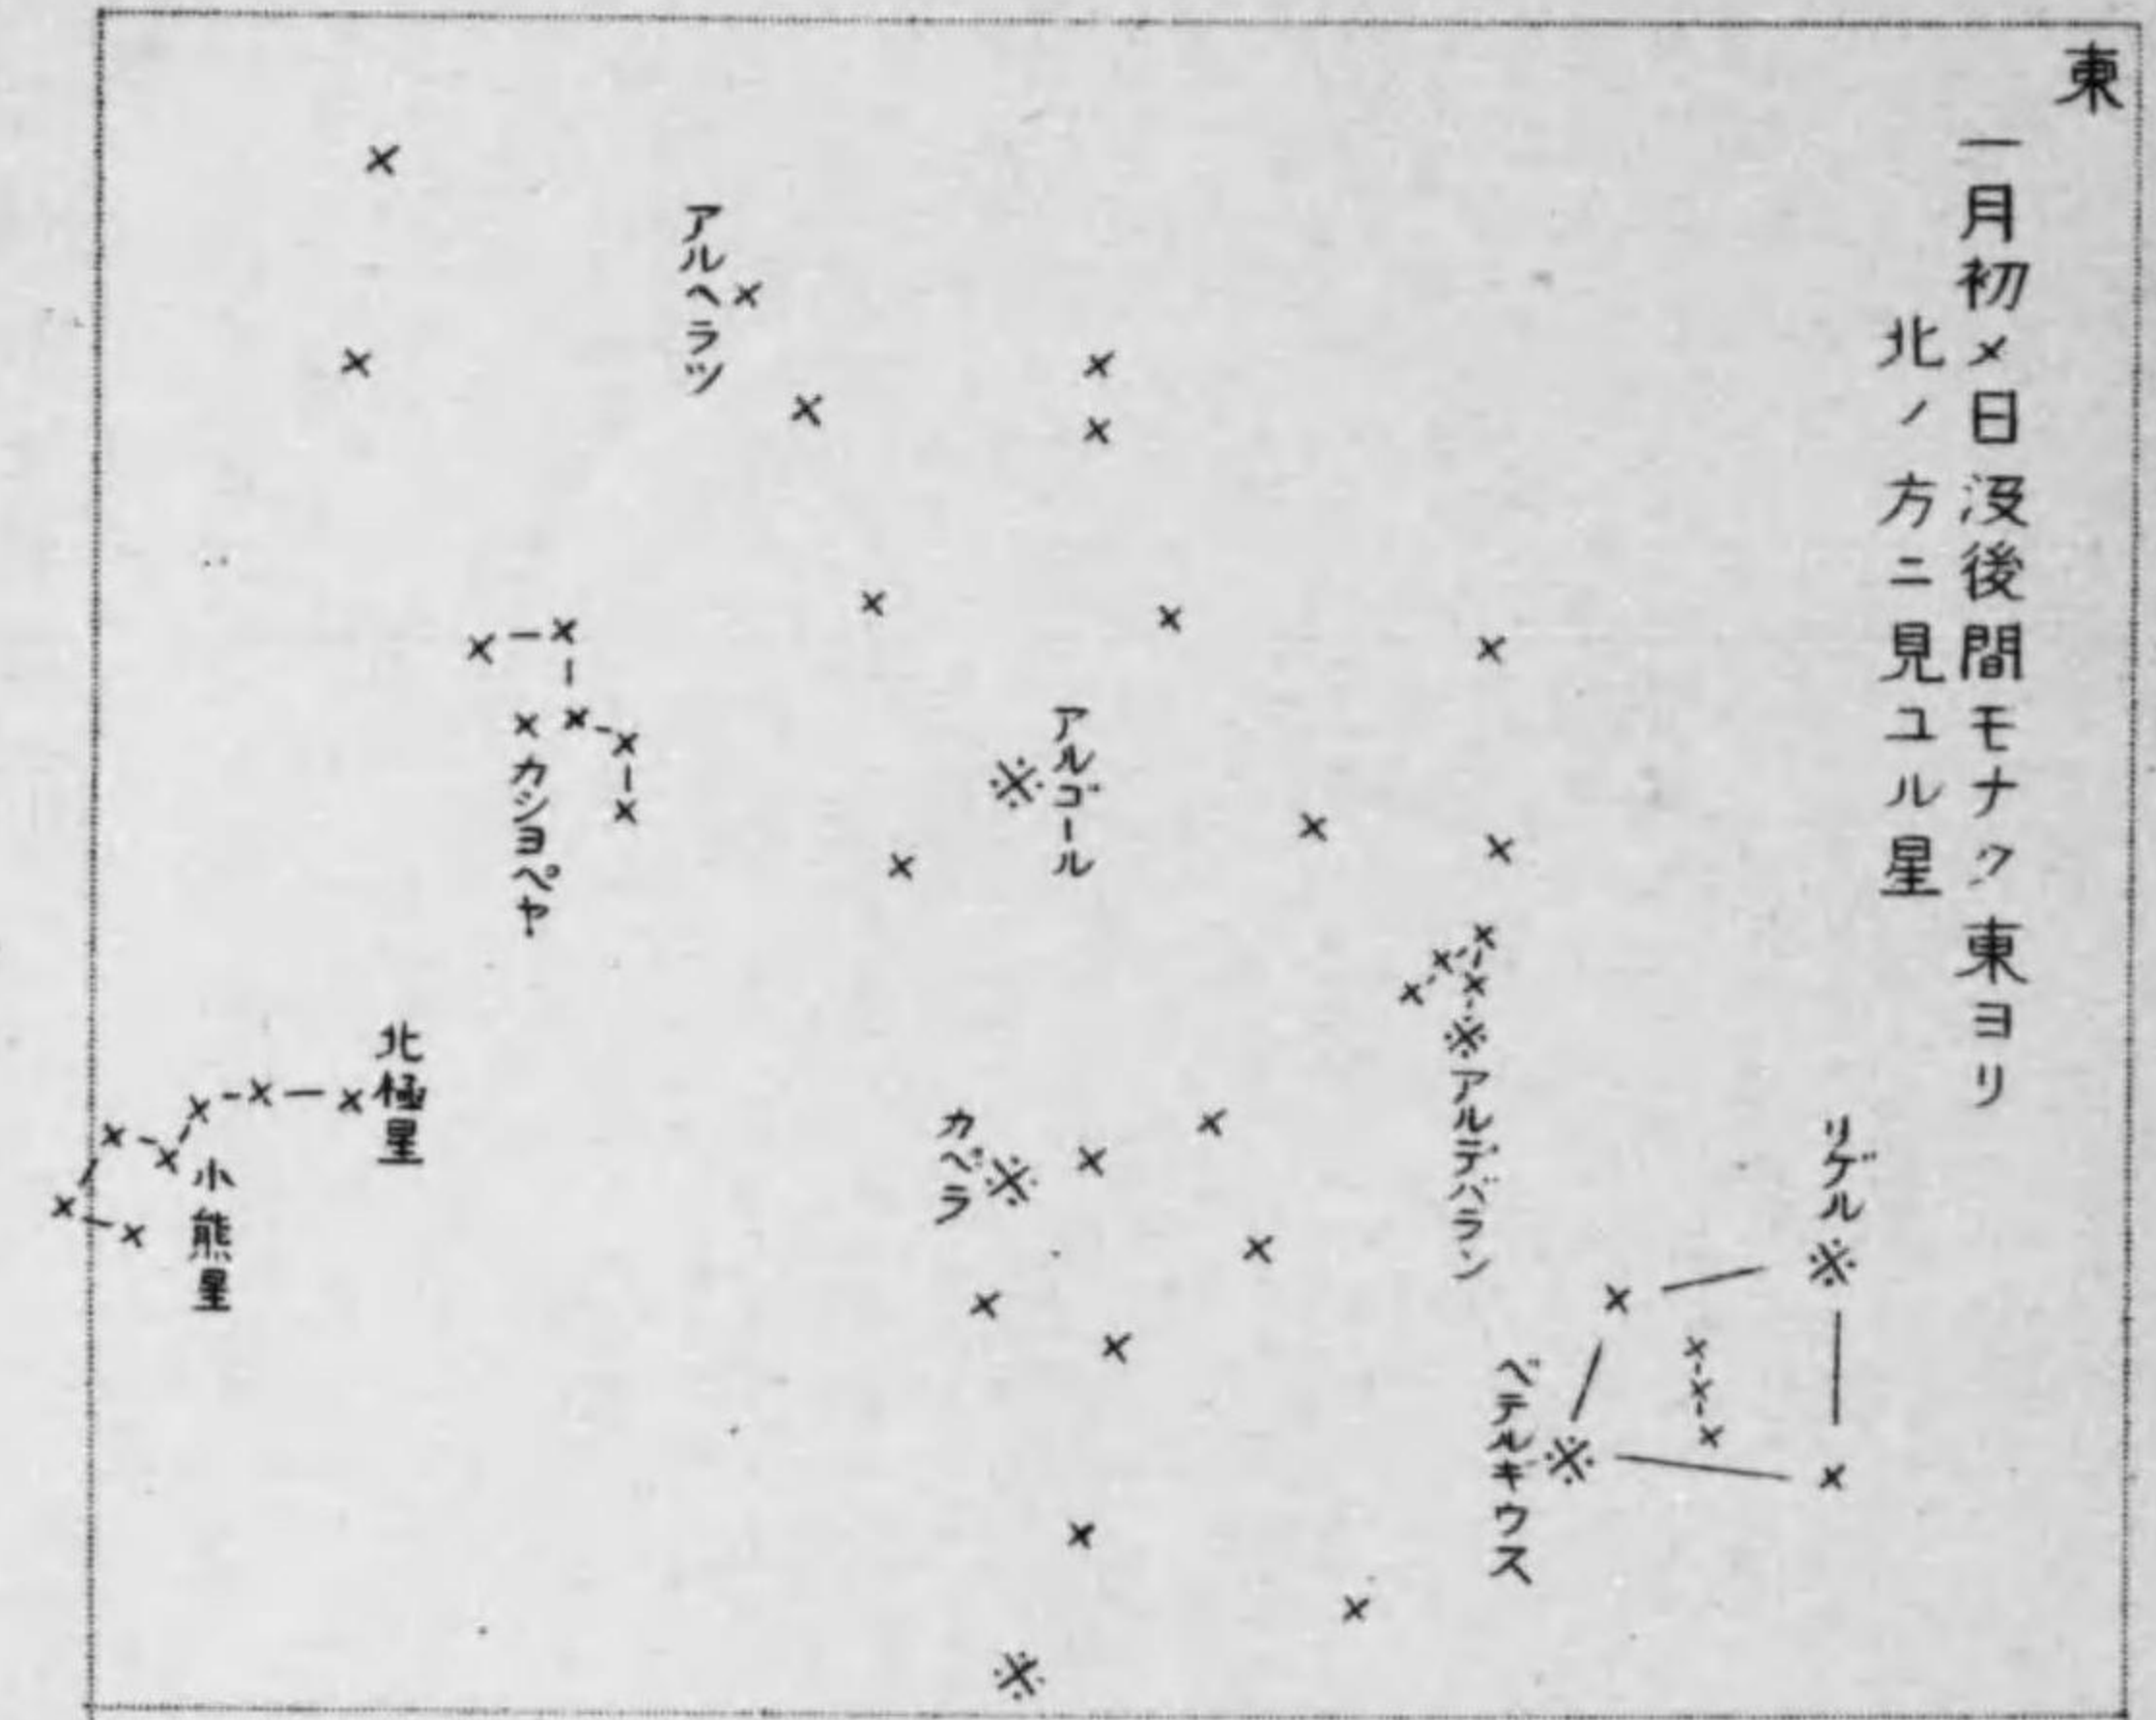 東
一月初メ日没後間モナク東ヨリ
北ノ方ニ見ユル星
リゲル
ベテルギウス
アルデバラン
アルゴール
カペラ
アルヘラツ
カシヨペヤ
北極星
小熊星